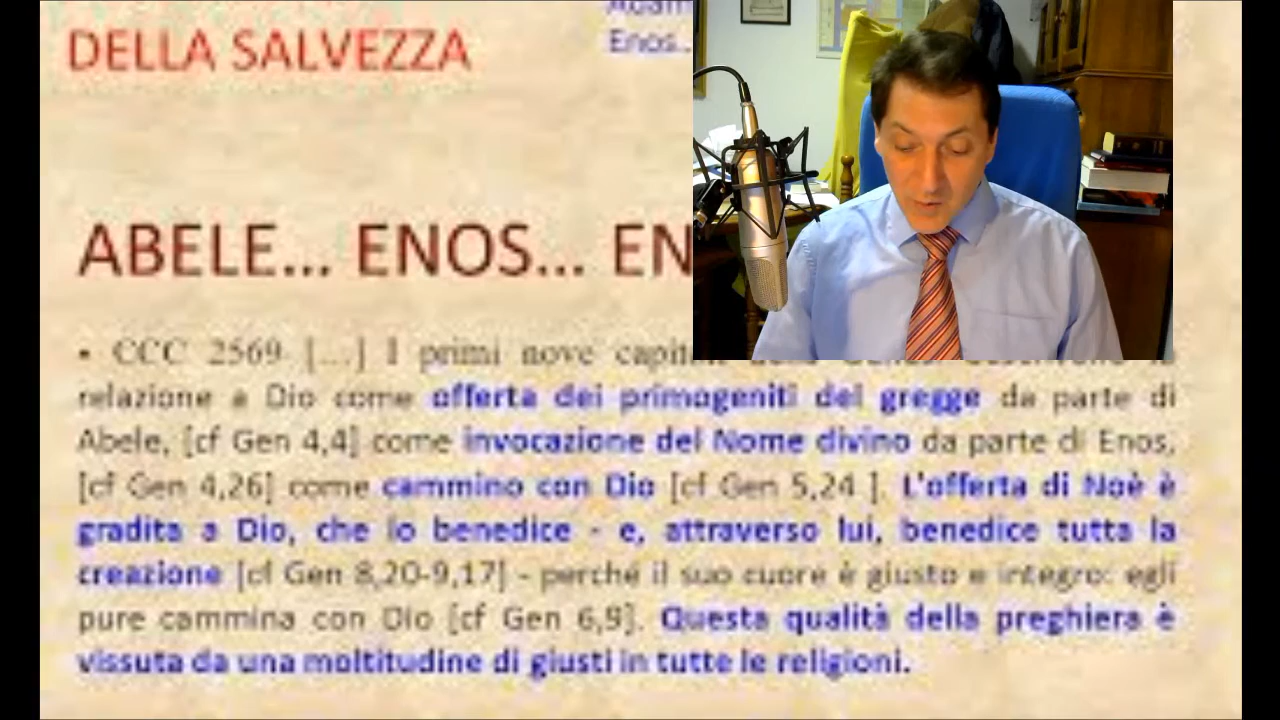 DELLA SALVEZZA
Enos..
ABELE... ENOS... EN
• CCC 2569 [...] I primi nove
relazione a Dio come offerta dei primogeniti del gregge da parte di
Abele, [cf Gen 4,4] come invocazione del Nome divino da parte di Enos,
[cf Gen 4,26] come cammino con Dio [cf Gen 5,24 ]. L'offerta di Noè è
gradita a Dio, che lo benedice - e, attraverso lui, benedice tutta la
creazione [cf Gen 8,20-9,17] - perché il suo cuore è giusto e integro: egli
pure cammina con Dio [cf Gen 6,9]. Questa qualità della preghiera è
vissuta da una moltitudine di giusti in tutte le religioni.